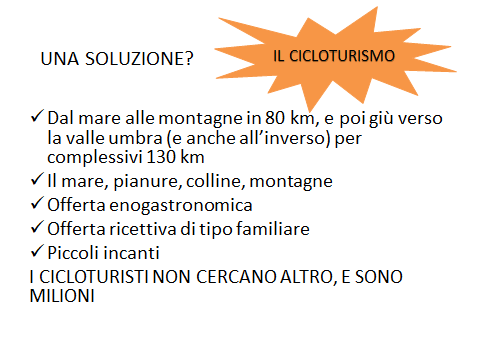 UNA SOLUZIONE?
IL CICLOTURISMO
✓ Dal mare alle montagne in 80 km, e poi giù verso
la valle umbra (e anche all’inverso) per
complessivi 130 km
✓ Il mare, pianure, colline, montagne
✓ Offerta enogastronomica
✓ Offerta ricettiva di tipo familiare
✓ Piccoli incanti
I CICLOTURISTI NON CERCANO ALTRO, E SONO
MILIONI